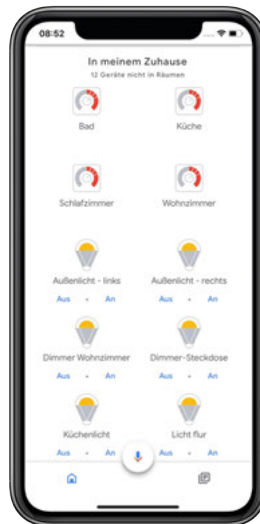 08:52
In meinem Zuhause
12 Geräte nicht in Räumen
Bad Küche
Schlafzimmer Wohnzimmer
Außenlicht - links Außenlicht - rechts
Aus • An Aus • An
Dimmer Wohnzimmer Dimmer-Steckdose
Aus • An Aus • An
Küchenlicht Licht flur
Aus • An Aus • An